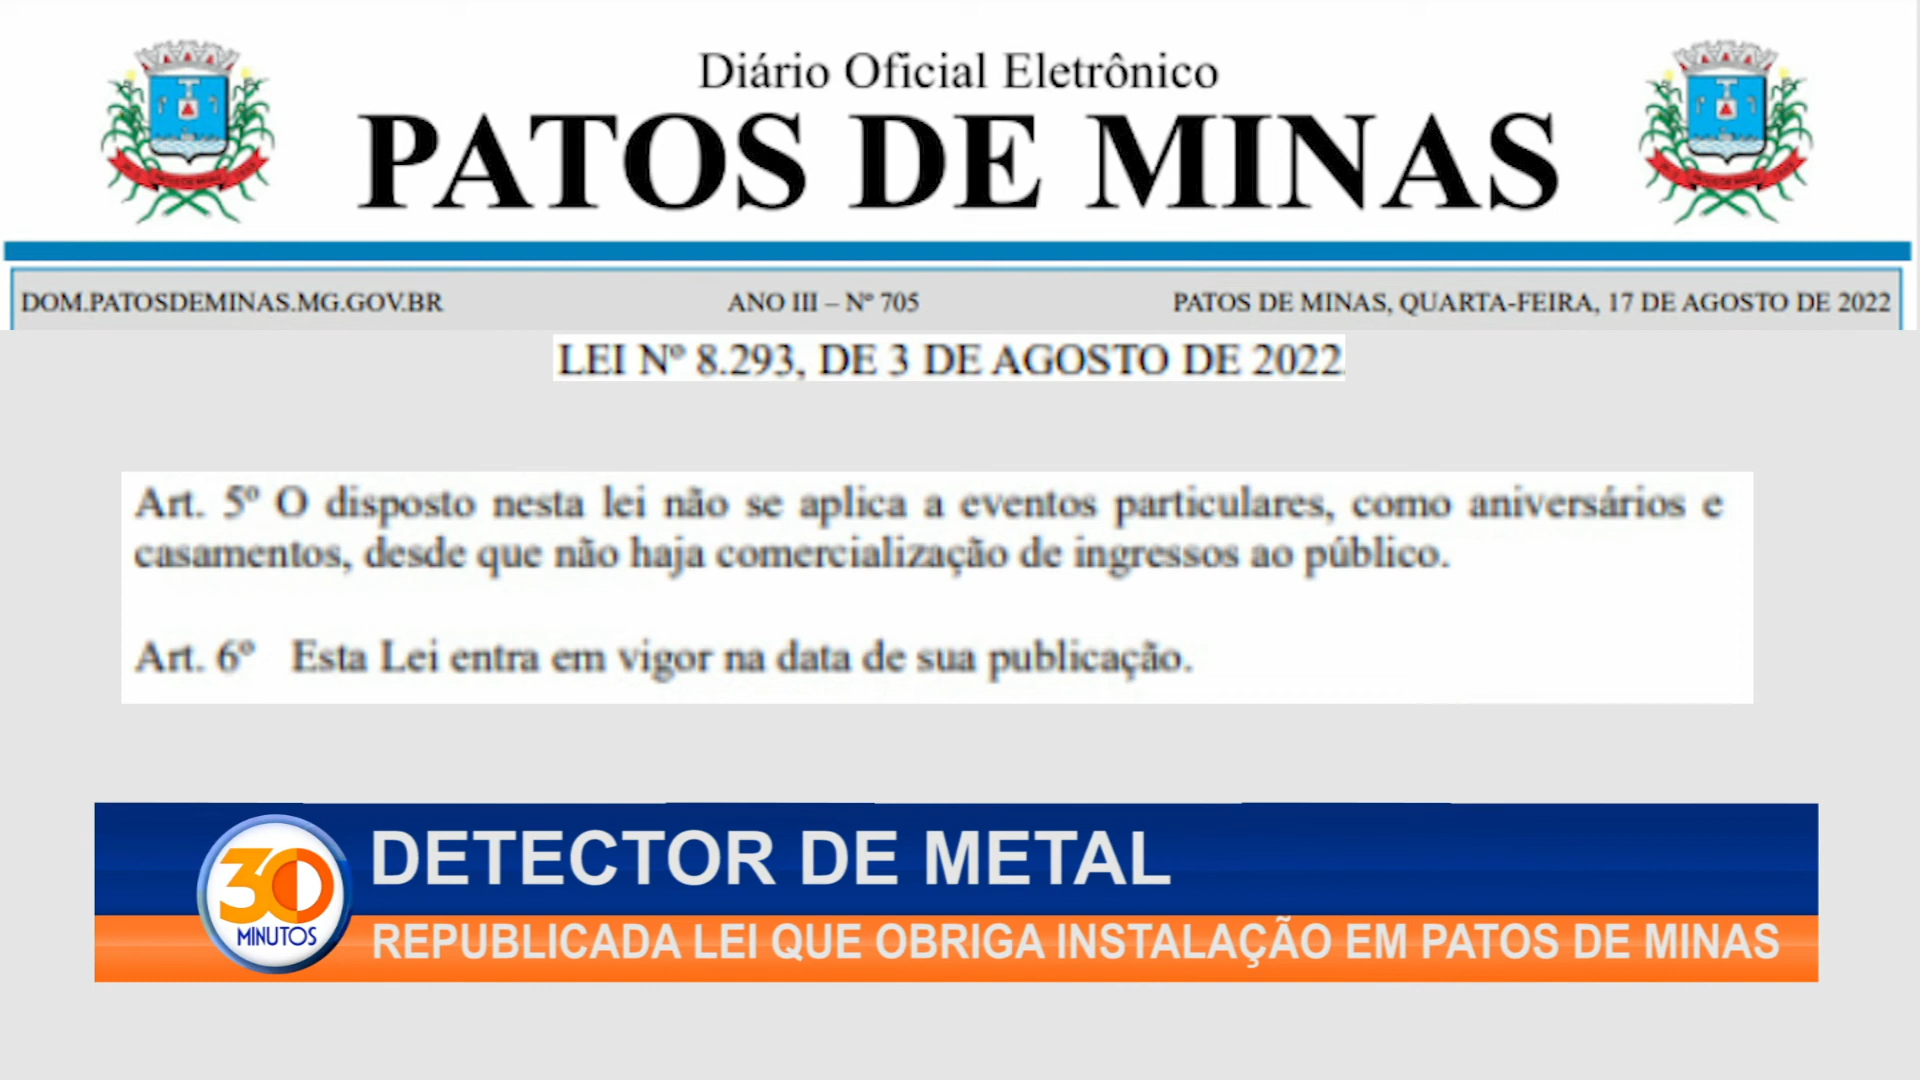 Diário Oficial Eletrônico
PATOS DE MINAS
DOM.PATOSDEMINAS.MG.GOV.BR ANO III – Nº 705 PATOS DE MINAS, QUARTA-FEIRA, 17 DE AGOSTO DE 2022
LEI Nº 8.293, DE 3 DE AGOSTO DE 2022
Art. 5º O disposto nesta lei não se aplica a eventos particulares, como aniversários e
casamentos, desde que não haja comercialização de ingressos ao público.
Art. 6º Esta Lei entra em vigor na data de sua publicação.
30
MINUTOS
DETECTOR DE METAL
REPUBLICADA LEI QUE OBRIGA INSTALAÇÃO EM PATOS DE MINAS